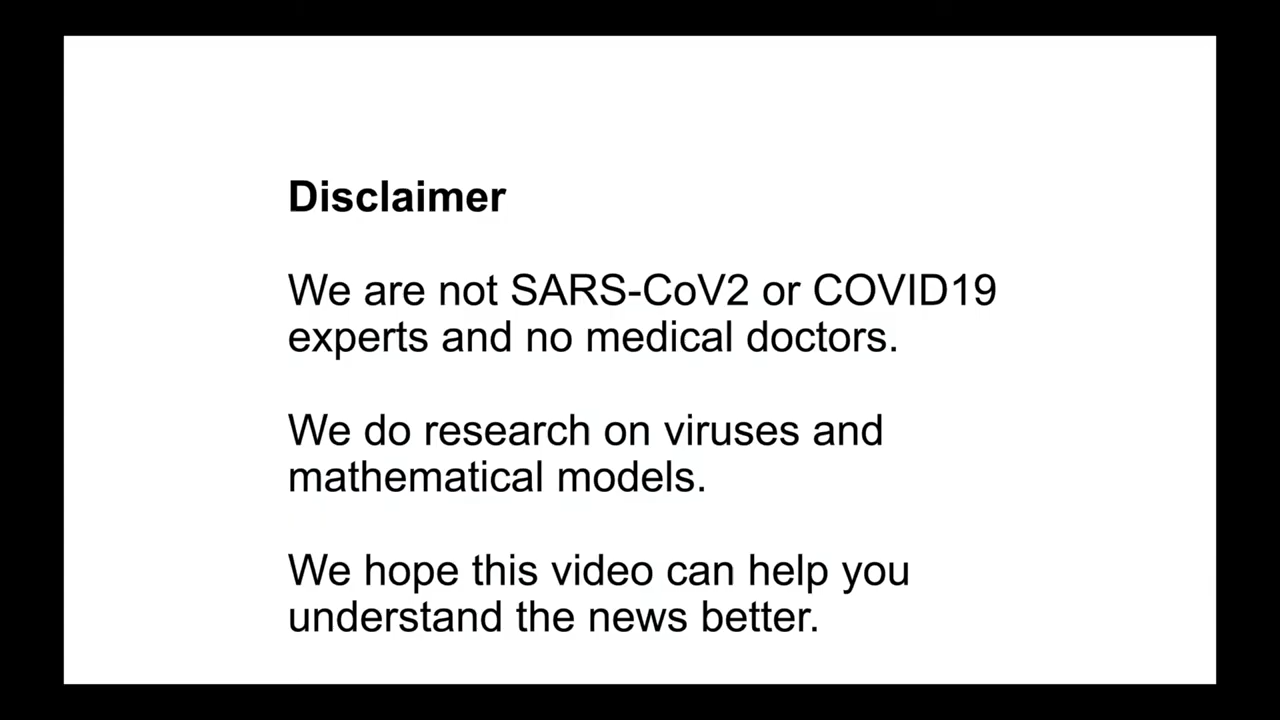 Disclaimer
We are not SARS-CoV2 or COVID19
experts and no medical doctors.
We do research on viruses and
mathematical models.
We hope this video can help you
understand the news better.